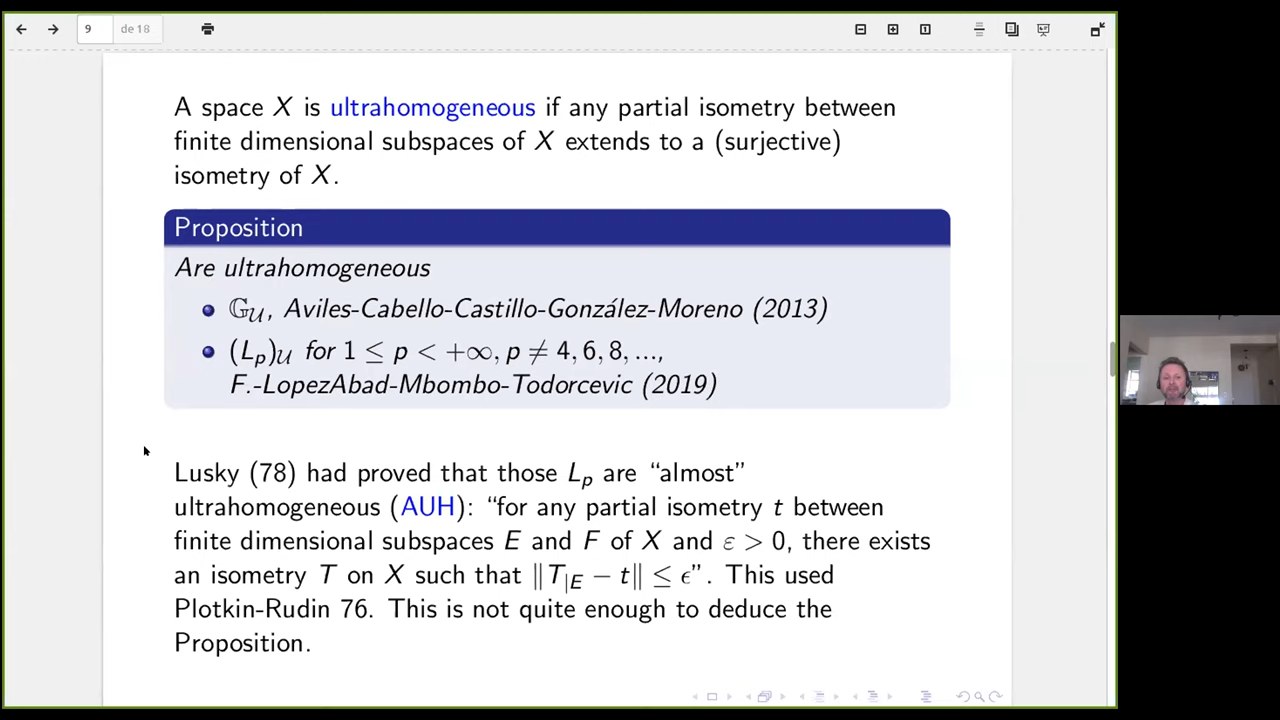 9 de 18
A space X is ultrahomogeneous if any partial isometry between
finite dimensional subspaces of X extends to a (surjective)
isometry of X.
Proposition
Are ultrahomogeneous
𝔾_𝒰, Aviles-Cabello-Castillo-González-Moreno (2013)
(L_p)_𝒰 for 1 ≤ p < +∞, p ≠ 4, 6, 8, ...,
F.-LopezAbad-Mbombo-Todorcevic (2019)
Lusky (78) had proved that those L_p are “almost”
ultrahomogeneous (AUH): “for any partial isometry t between
finite dimensional subspaces E and F of X and ε > 0, there exists
an isometry T on X such that ‖T_|E − t‖ ≤ ϵ”. This used
Plotkin-Rudin 76. This is not quite enough to deduce the
Proposition.